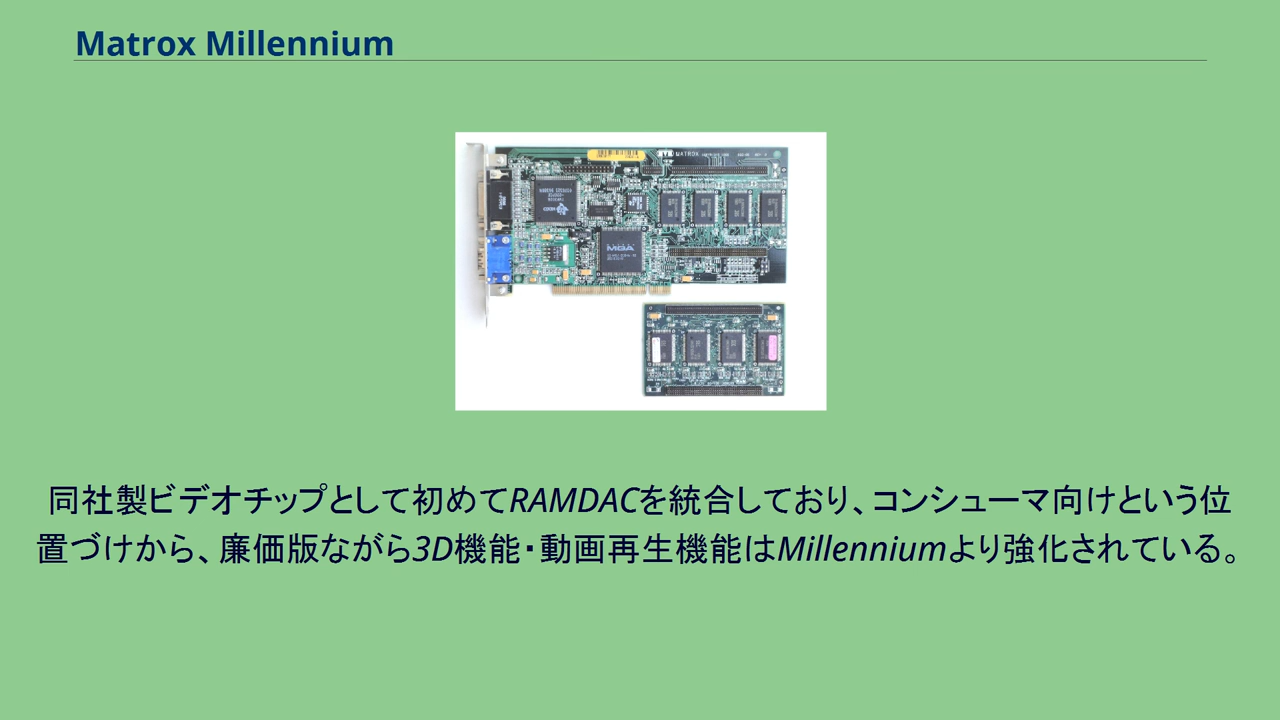 Matrox Millennium
MATROX
MGA
同社製ビデオチップとして初めてRAMDACを統合しており、コンシューマ向けという位
置づけから、廉価版ながら3D機能・動画再生機能はMillenniumより強化されている。